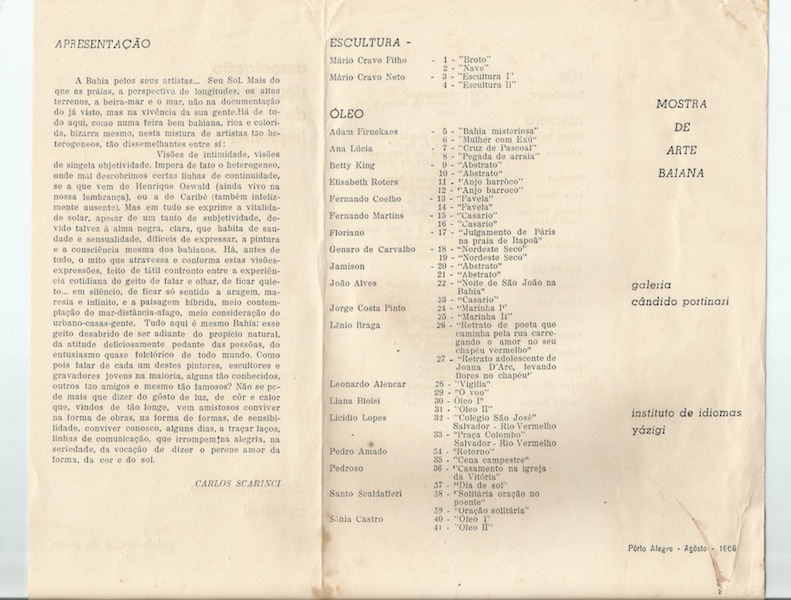 APRESENTAÇÃO
A Bahia pelos seus artistas... Seu Sol. Mais do
que as práias, a perspectiva de longitudes, os altos
terrenos, a beira-mar e o mar, não na documentação
do já visto, mas na vivência da sua gente.Há de tu-
do aqui, como numa feira bem bahiana, rica e colorida,
bizarra mesmo, nesta mistura de artistas tão he-
terogeneos, tão dissemelhantes entre sí:
Visões de intimidade, visões
de singéla objetividade. Impera de fato o heterogeneo,
onde mal descobrimos certas linhas de continuidade,
se a que vem de Henrique Oswald (ainda vivo na
nossa lembrança), ou a de Caribé (também infeliz-
mente ausente). Mas em tudo se exprime a vitalida-
de solar, apesar de um tanto de subjetividade, de-
vido talvez à alma negra, clara, que habita de sau-
dade e sensualidade, difíceis de expressar, a pintura
e a consciência mesma dos bahianos. Há, antes de
tudo, o mito que atravessa e conforma estas visões-
expressões, feito de tátil confronto entre a experiên-
cia cotidiana do geito de falar e olhar, de ficar quie-
to... em silêncio, de ficar só sentido a aragem, ma-
resia e infinito, e a paisagem híbrida, meio contem-
plação do mar-distância-afago, meio consideração do
urbano-casas-gente. Tudo aqui é mesmo Bahia: esse
geito desabrido de ser adiante do propício natural,
da atitude deliciosamente pedante das pessôas, do
entusiasmo quase folclórico de todo mundo. Como
pois falar de cada um destes pintores, escultores e
gravadores jovens na maioria, alguns tão conhecidos,
outros tão amigos e mesmo tão famosos? Não se po-
de mais que dizer do gôsto de luz, de côr e calor
que, vindos de tão longe, vem amistosos conviver
na forma de obras, na forma de formas, de sensibi-
lidade, conviver conosco, alguns dias, a traçar laços,
linhas de comunicação, que irrompem na alegria, na
seriedade, da vocação de dizer o perene amor da
forma, da cor e do sol.
CARLOS SCARINCI
ESCULTURA -
Mário Cravo Filho - 1 - "Broto"
2 - "Nave"
Mário Cravo Neto - 3 - "Escultura I"
4 - "Escultura II"
ÓLEO
Adam Firnekaes - 5 - "Bahia misteriosa"
6 - "Mulher com Exú"
Ana Lúcia - 7 - "Cruz de Pascoal"
8 - "Pegada de arraia"
Betty King - 9 - "Abstrato"
10 - "Abstrato"
Elisabeth Roters - 11 - "Anjo barrôco"
12 - "Anjo barroco"
Fernando Coelho - 13 - "Favela"
14 - "Favela"
Fernando Martins - 15 - "Casario"
16 - "Casario"
Floriano - 17 - "Julgamento de Páris
na praia de Itapoã"
Genaro de Carvalho - 18 - "Nordeste Seco"
19 - "Nordeste Seco"
Jamison - 20 - "Abstrato"
21 - "Abstrato"
João Alves 22 - "Noite de São João na
Bahia"
23 - "Casario"
Jorge Costa Pinto 24 - "Marinha I"
25 - "Marinha II"
Lênio Braga 26 - "Retrato de poeta que
caminha pela rua carre-
gando o amor no seu
chapéu vermelho"
27 - "Retrato adolescente de
Joana D'Arc, levando
flores no chapéu"
Leonardo Alencar 28 - "Vigília"
29 - "O voo"
Liana Bloisi 30 - Óleo I"
31 - "Óleo II"
Licidio Lopes 32 - "Colégio São José"
Salvador - Rio Vermelho
33 - "Praça Colombo"
Salvador - Rio Vermelho
Pedro Amado 34 - "Retorno"
35 - "Cena campestre"
Pedroso 36 - "Casamento na igreja
da Vitória"
37 - "Dia de sol"
Santo Scaldafferi 38 - "Solitária oração no
poente"
39 - "Oração solitária"
Sônia Castro 40 - "Óleo I"
41 - "Óleo II"
MOSTRA
DE
ARTE
BAIANA
galeria
cândido portinari
instituto de idiomas
yázigi
Pôrto Alegre - Agôsto - 1966